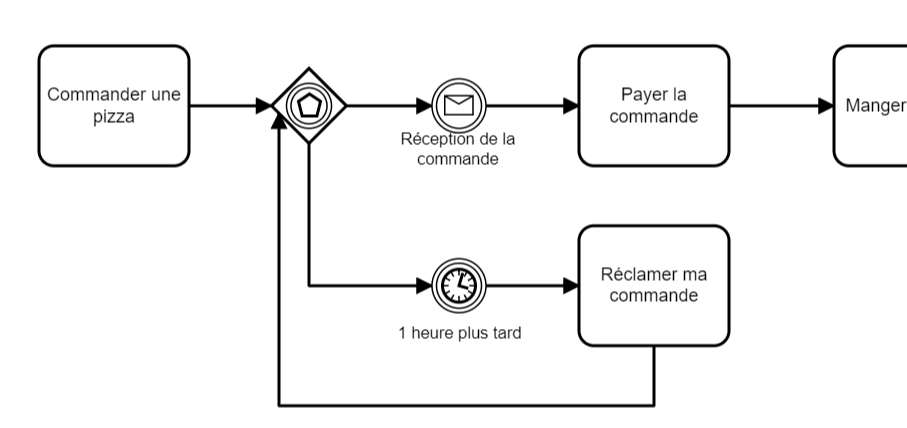 Commander une
pizza
Réception de la
commande
Payer la
commande
Manger
1 heure plus tard
Réclamer ma
commande